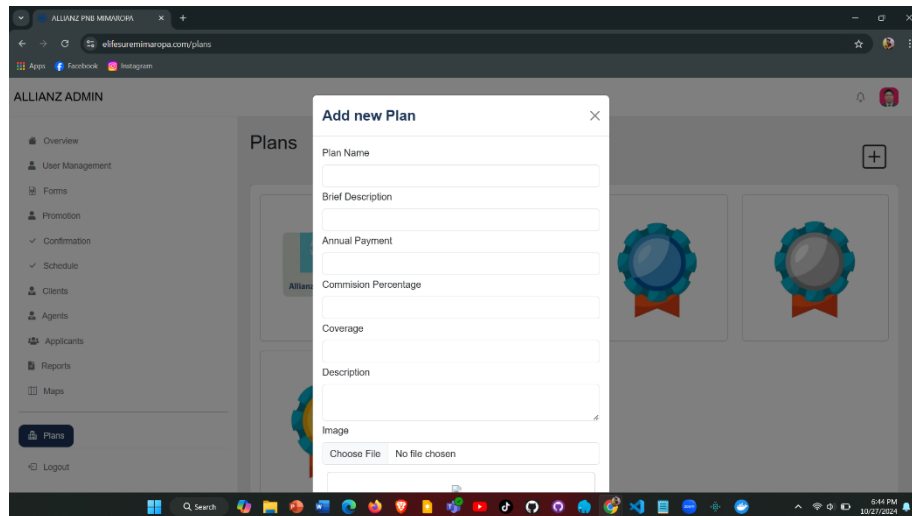 ALLIANZ PNB MIMAROPA
elifesuremimaropa.com/plans
Apps Facebook Instagram
ALLIANZ ADMIN
Overview
User Management
Forms
Promotion
Confirmation
Schedule
Clients
Agents
Applicants
Reports
Maps
Plans
Logout
Plans
Allianz
Add new Plan
Plan Name
Brief Description
Annual Payment
Commision Percentage
Coverage
Description
Image
Choose File No file chosen
Search
6:44 PM
10/27/2024